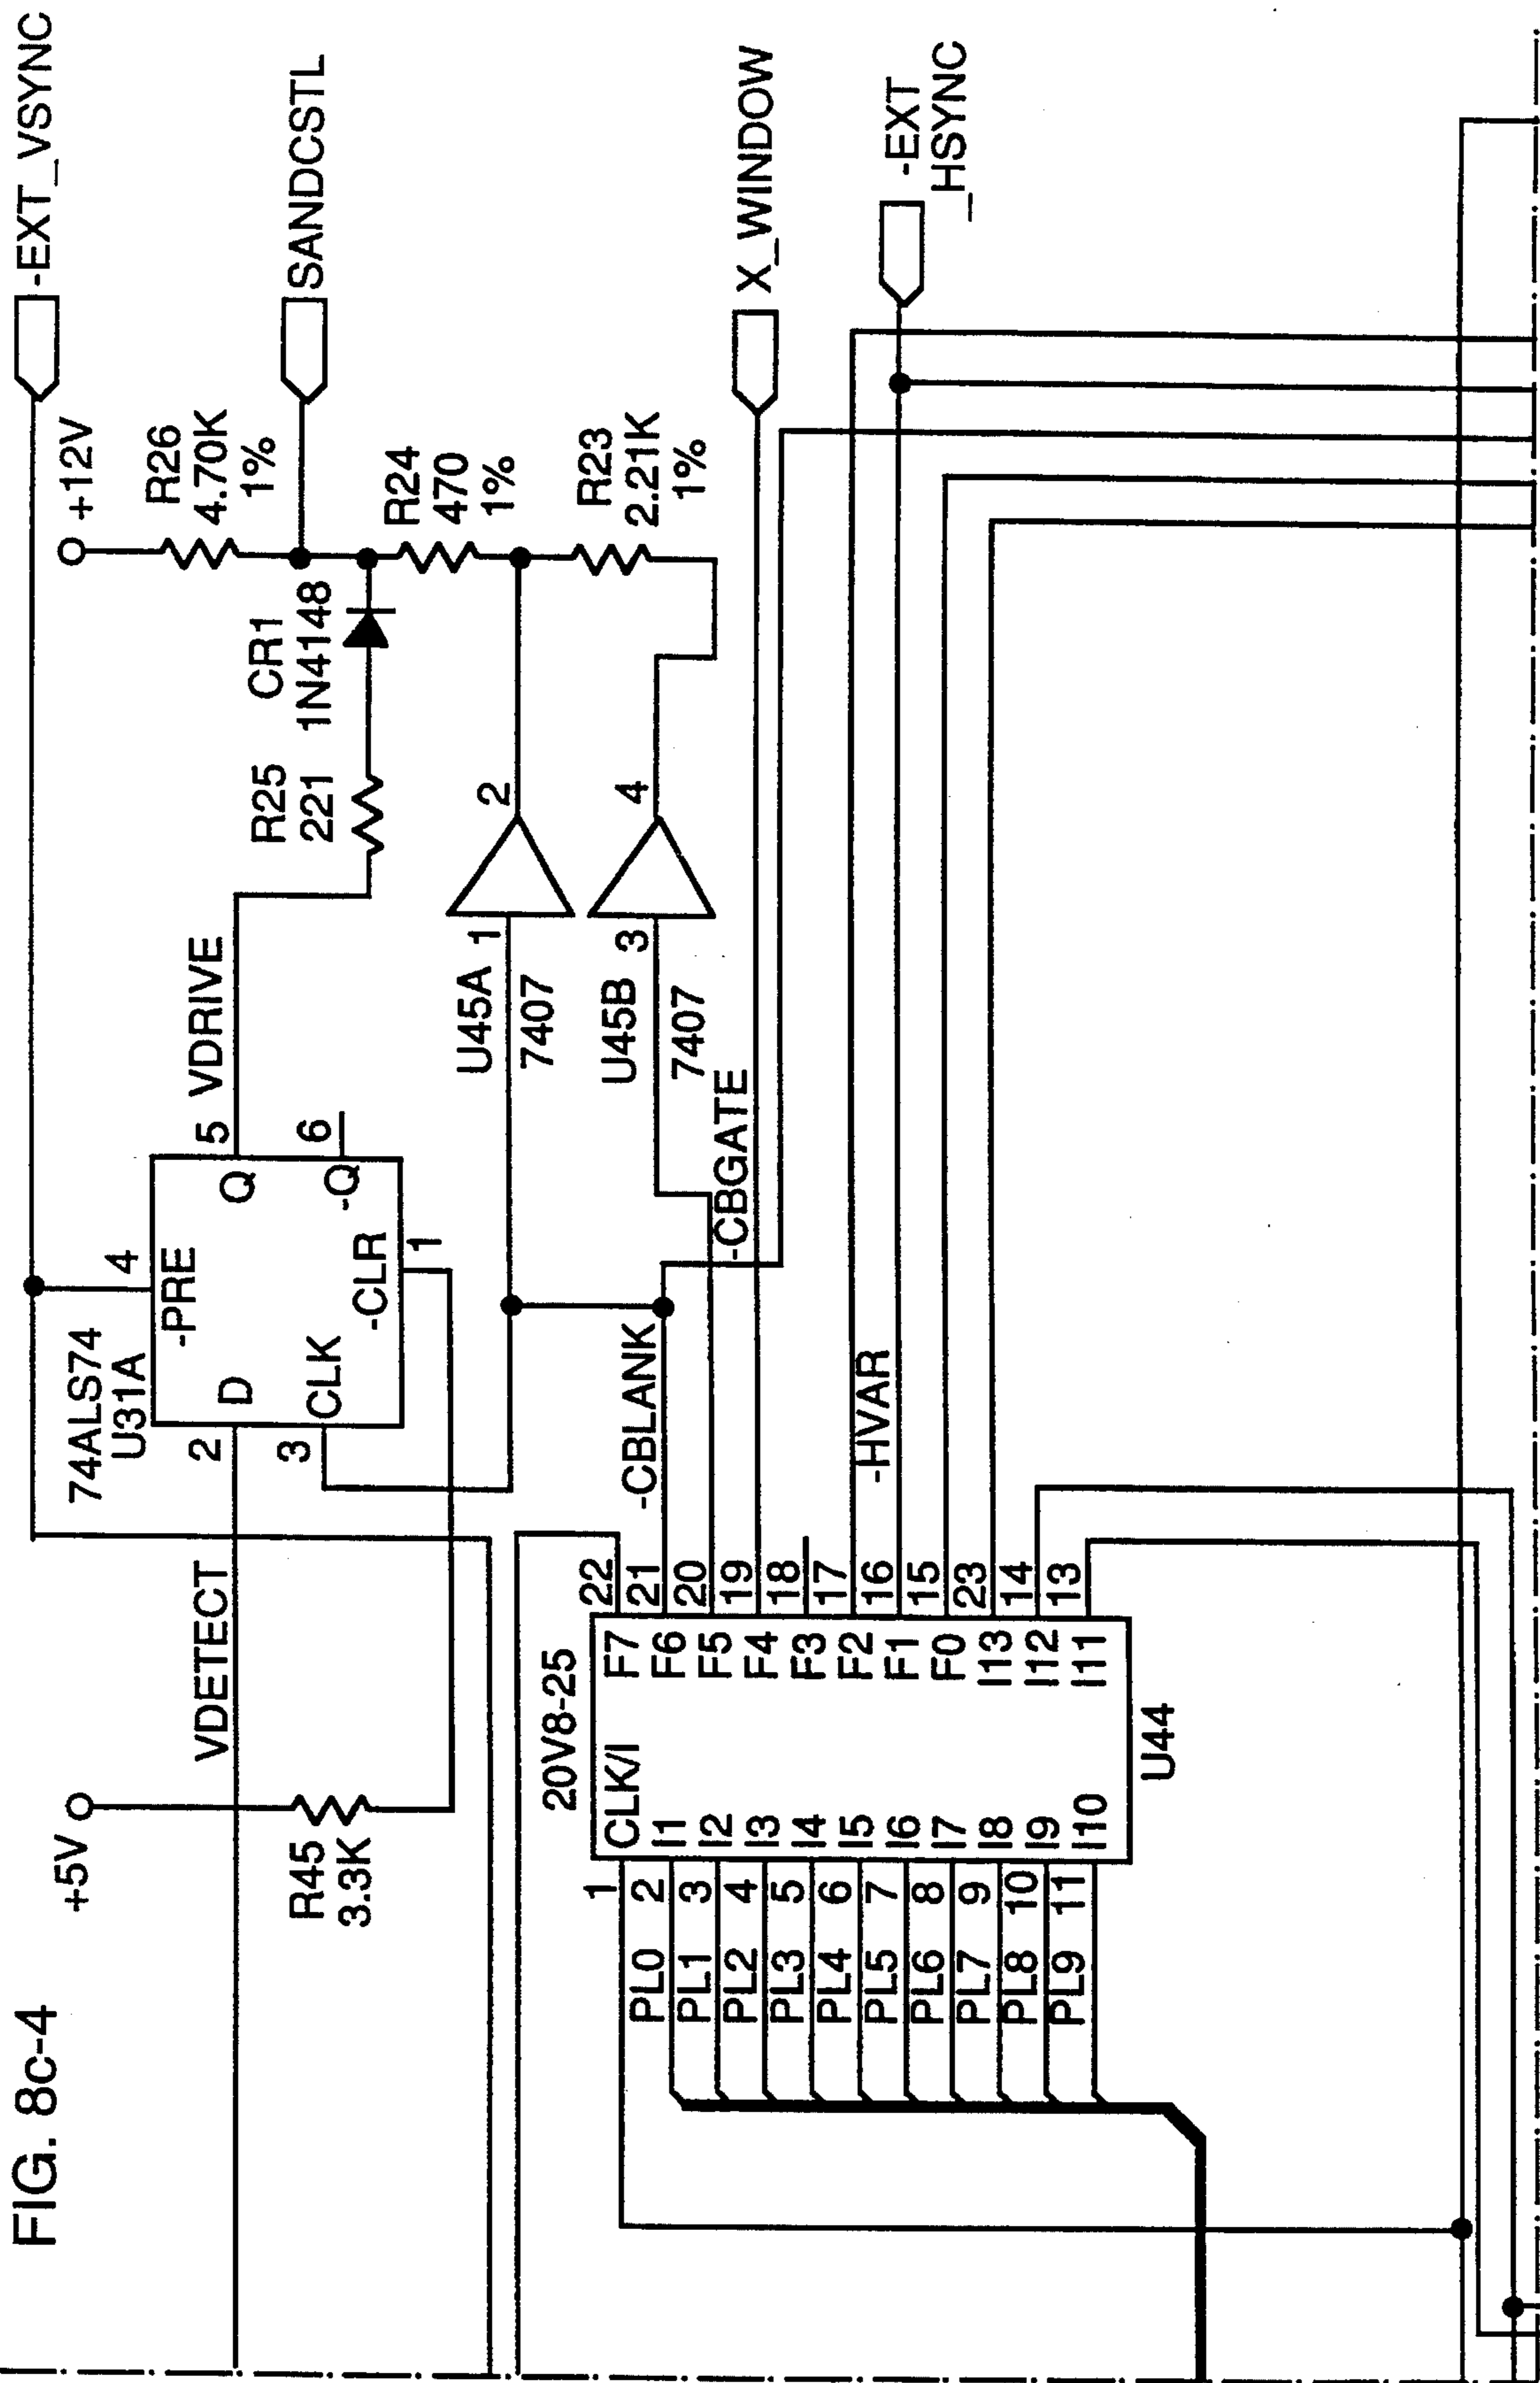 FIG. 8c-4
+5V
R45
3.3K
VDETECT
74ALS74
U31A
2
3
4
-PRE
D
CLK
Q
-Q
-CLR
5
6
1
VDRIVE
-EXT_VSYNC
+12V
R26
4.70K
1%
SANDCSTL
CR1
1N4148
R25
221
R24
470
1%
R23
2.21K
1%
U45A
1
7407
2
U45B
3
7407
4
-CBLANK
-CBGATE
X_WINDOW
-HVAR
-EXT
_HSYNC
20V8-25
CLK/I
I1
I2
I3
I4
I5
I6
I7
I8
I9
I10
F7
F6
F5
F4
F3
F2
F1
F0
I13
I12
I11
U44
1
PL0 2
PL1 3
PL2 4
PL3 5
PL4 6
PL5 7
PL6 8
PL7 9
PL8 10
PL9 11
22
21
20
19
18
17
16
15
23
14
13